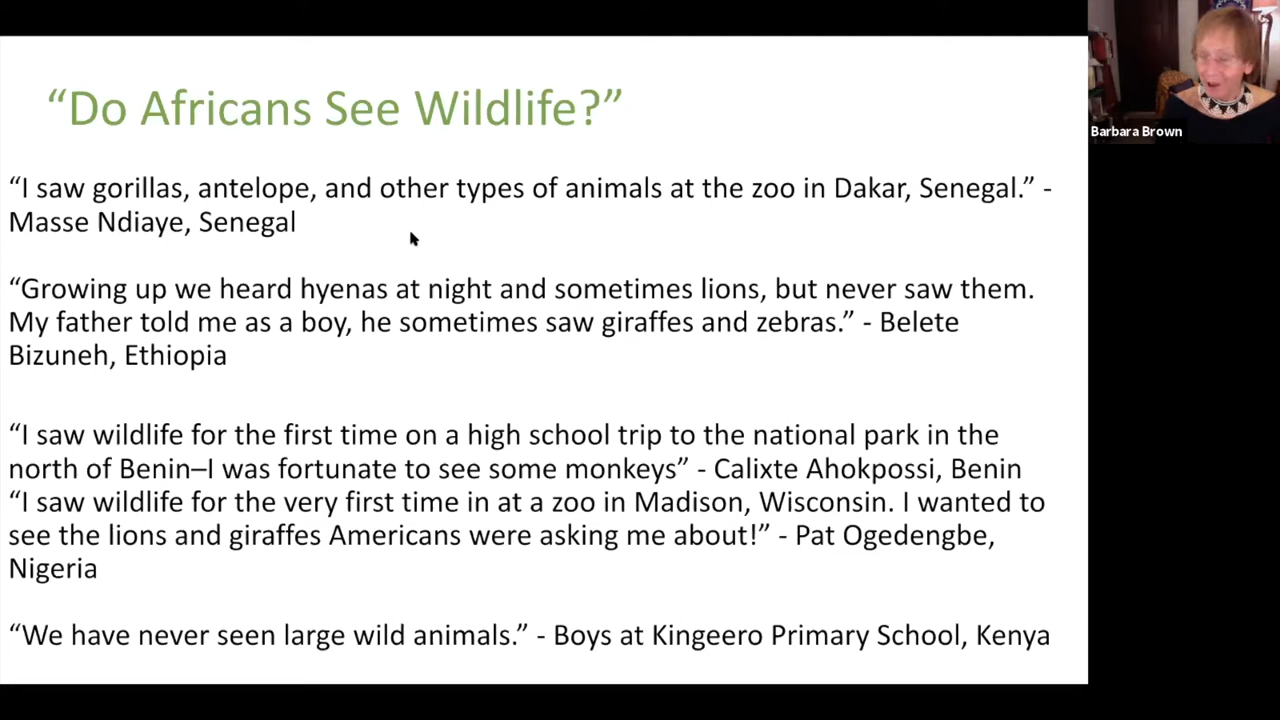 “Do Africans See Wildlife?”
Barbara Brown
“I saw gorillas, antelope, and other types of animals at the zoo in Dakar, Senegal.” -
Masse Ndiaye, Senegal
“Growing up we heard hyenas at night and sometimes lions, but never saw them.
My father told me as a boy, he sometimes saw giraffes and zebras.” - Belete
Bizuneh, Ethiopia
“I saw wildlife for the first time on a high school trip to the national park in the
north of Benin–I was fortunate to see some monkeys” - Calixte Ahokpossi, Benin
“I saw wildlife for the very first time in at a zoo in Madison, Wisconsin. I wanted to
see the lions and giraffes Americans were asking me about!” - Pat Ogedengbe,
Nigeria
“We have never seen large wild animals.” - Boys at Kingeero Primary School, Kenya